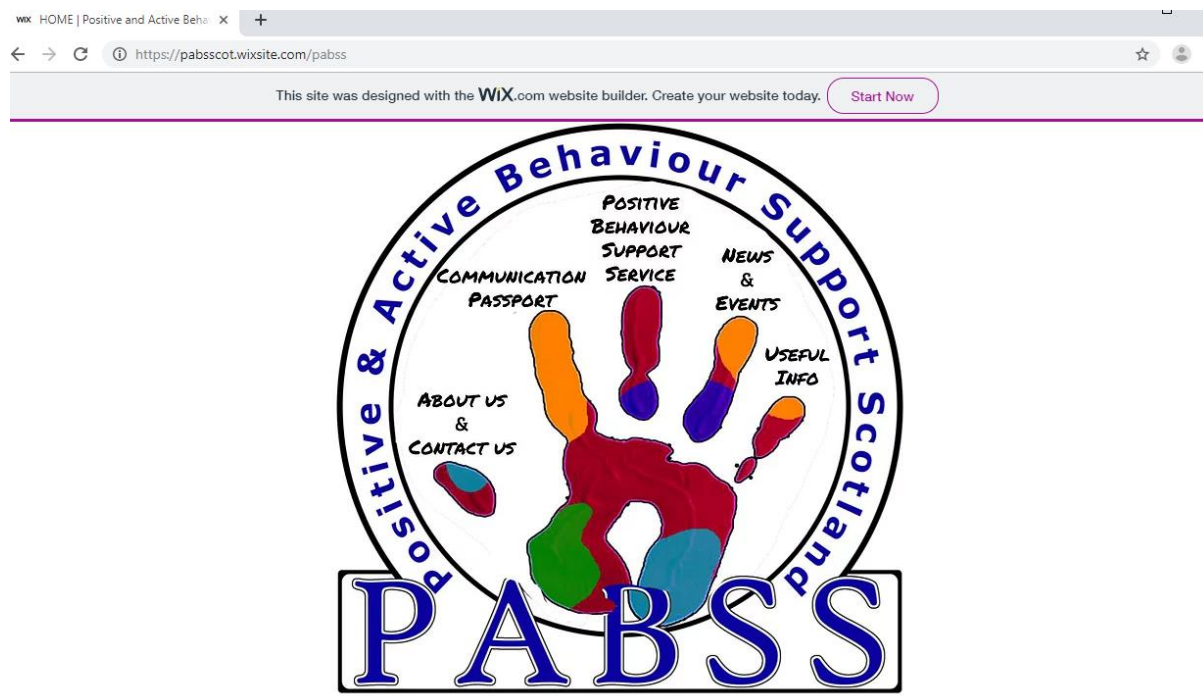 WiX HOME | Positive and Active Beha
https://pabsscot.wixsite.com/pabss
This site was designed with the WiX.com website builder. Create your website today. Start Now
Positive & Active Behaviour Support Scotland
POSITIVE
BEHAVIOUR
SUPPORT
SERVICE
NEWS
&
EVENTS
COMMUNICATION
PASSPORT
USEFUL
INFO
ABOUT US
&
CONTACT US
PABSS